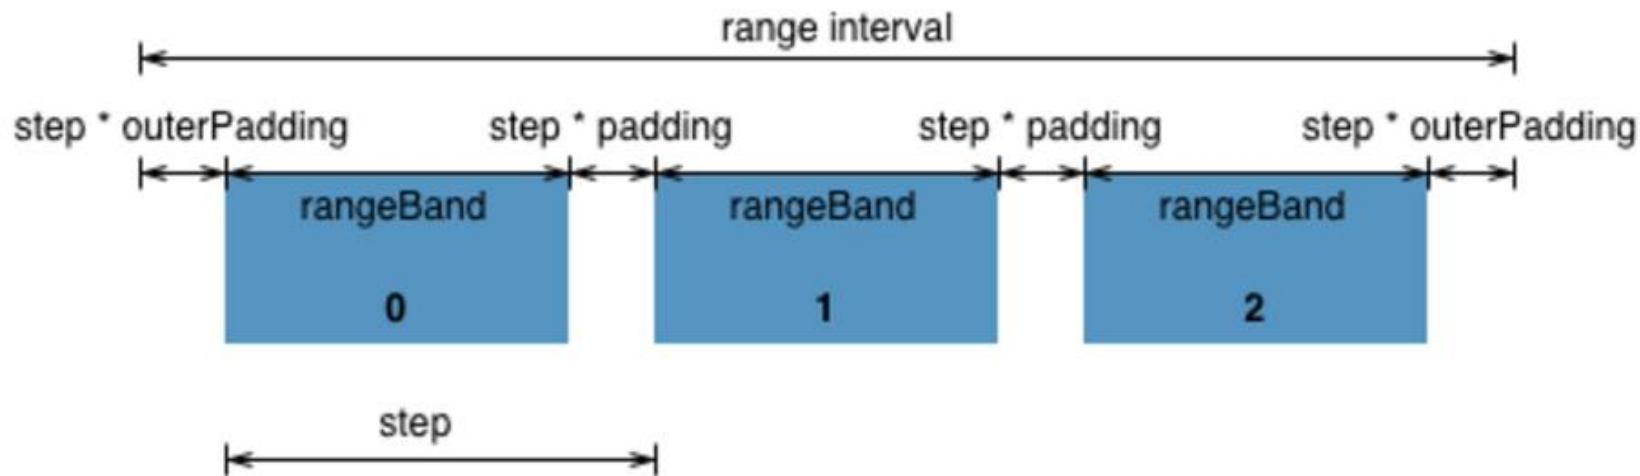 range interval
step * outerPadding step * padding step * padding step * outerPadding
rangeBand rangeBand rangeBand
0 1 2
step